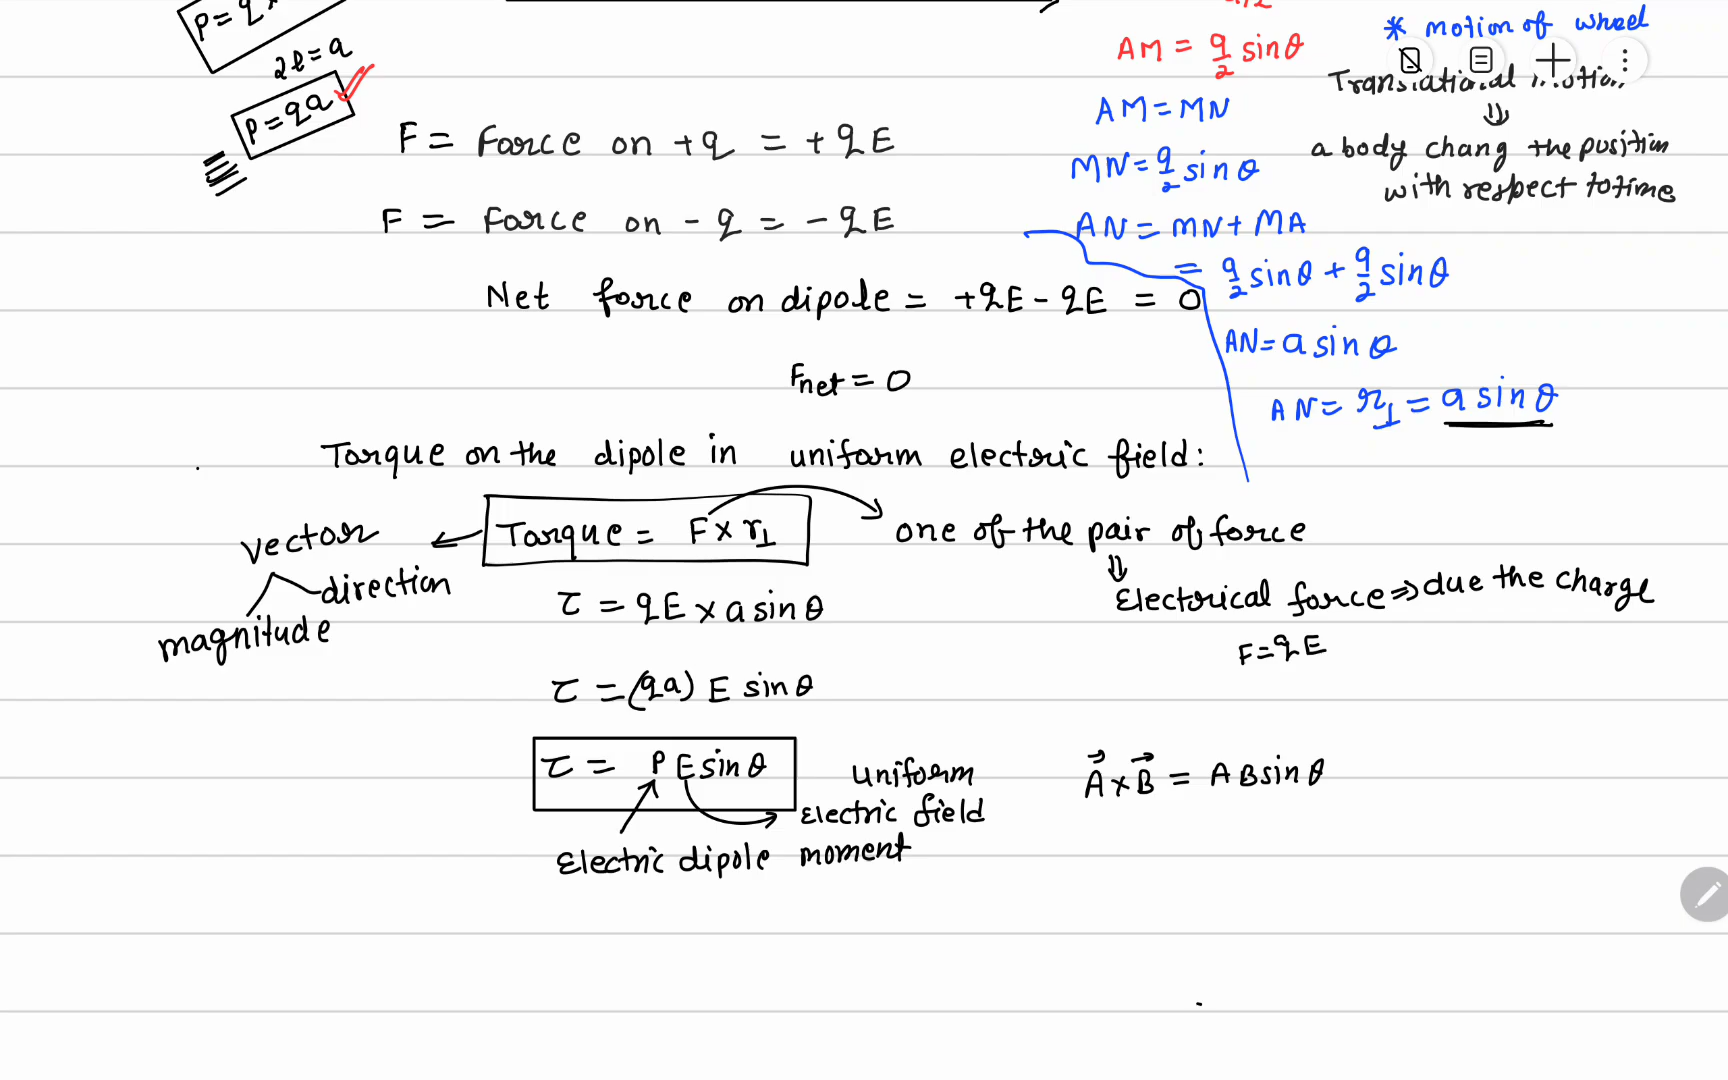 P=q
2l=a
P=qa
F= Force on +q = +qE
F = Force on -q = -qE
Net force on dipole = +qE - qE = 0
Fnet = 0
AM = a/2 sinθ
AM = MN
MN = a/2 sinθ
AN = MN + MA
= a/2 sinθ + a/2 sinθ
AN = a sinθ
AN = r⊥ = a sinθ
* motion of wheel
Translational motion
⇓
a body chang the position
with respect to time
Torque on the dipole in uniform electric field:
vector ← Torque = F × r⊥ → one of the pair of force
direction
magnitude
⇓
Electrical force ⇒ due the charge
F=qE
τ = qE × a sinθ
τ = (qa) E sinθ
τ = PE sinθ
uniform
Electric field
Electric dipole moment
A⃗ × B⃗ = AB sinθ